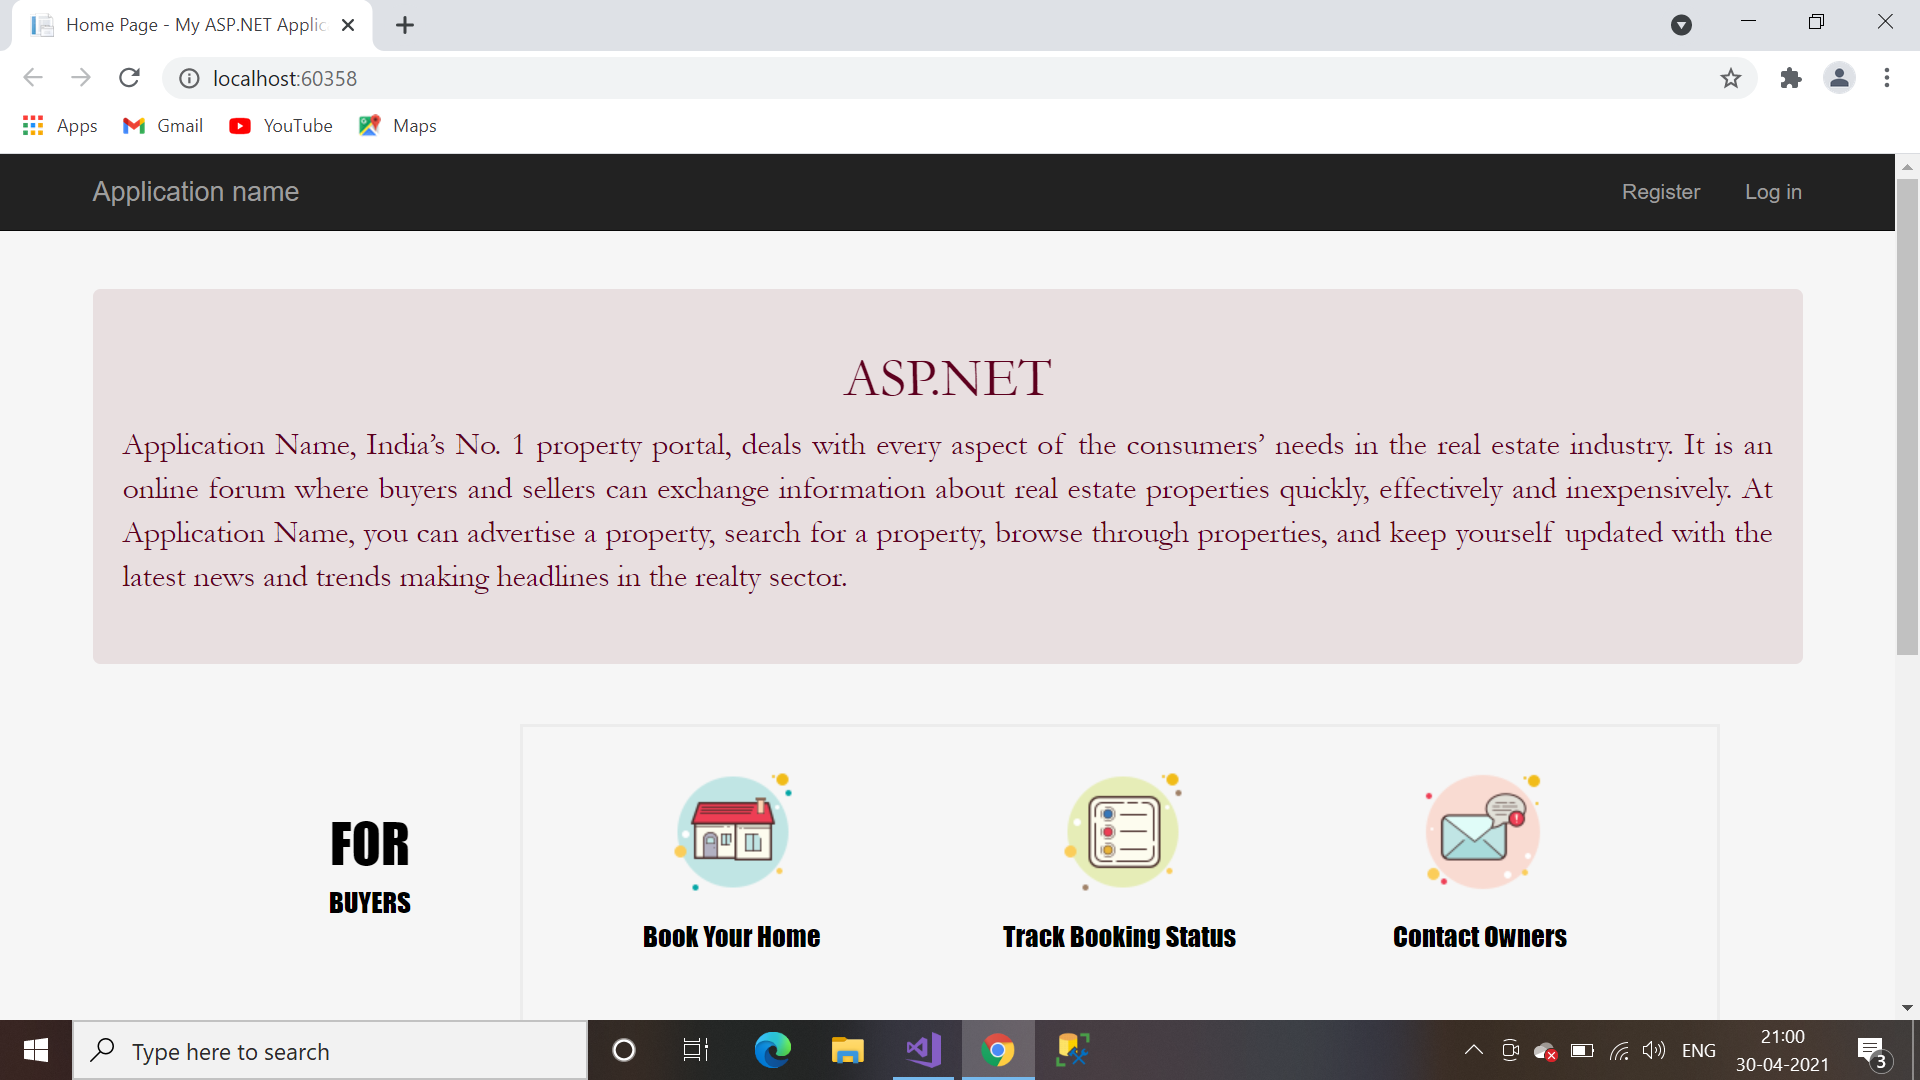 Home Page - My ASP.NET Applic
localhost:60358
Apps Gmail YouTube Maps
Application name Register Log in
ASP.NET
Application Name, India’s No. 1 property portal, deals with every aspect of the consumers’ needs in the real estate industry. It is an
online forum where buyers and sellers can exchange information about real estate properties quickly, effectively and inexpensively. At
Application Name, you can advertise a property, search for a property, browse through properties, and keep yourself updated with the
latest news and trends making headlines in the realty sector.
FOR
BUYERS
Book Your Home Track Booking Status Contact Owners
Type here to search
ENG
21:00
30-04-2021
3